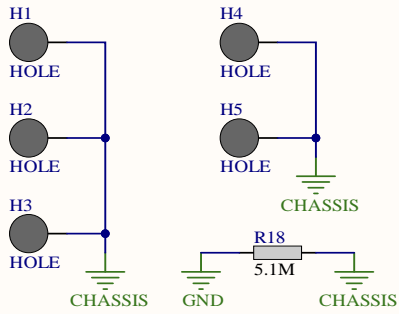 H1
HOLE
H2
HOLE
H3
HOLE
CHASSIS
H4
HOLE
H5
HOLE
CHASSIS
R18
5.1M
GND
CHASSIS